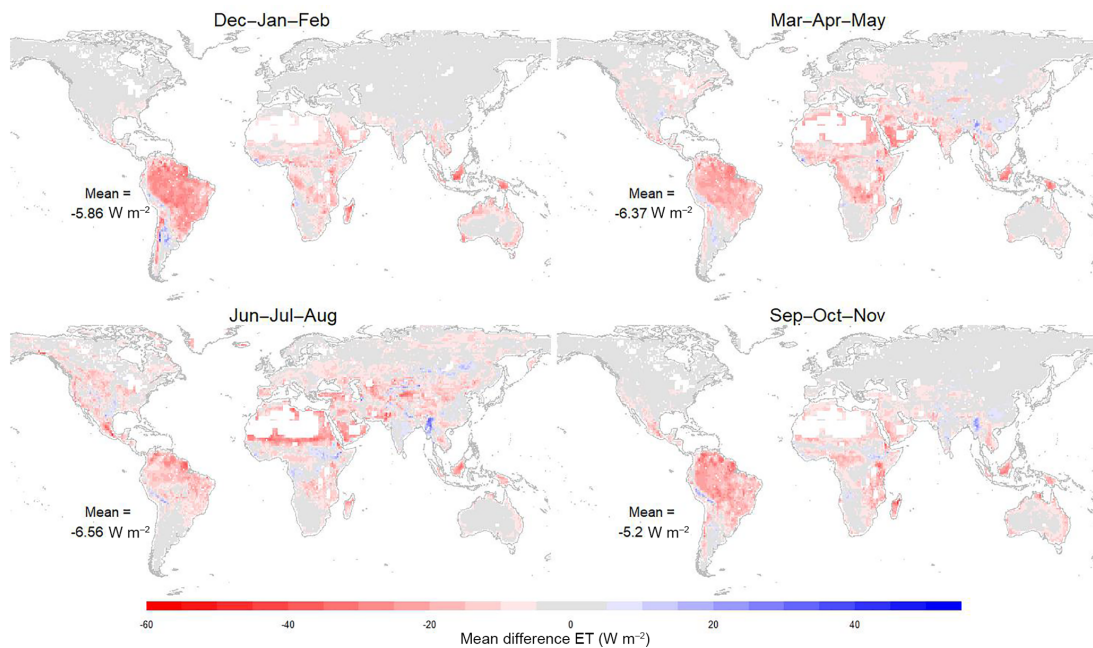 Dec–Jan–Feb
Mar–Apr–May
Mean =
-5.86 W m⁻²
Mean =
-6.37 W m⁻²
Jun–Jul–Aug
Sep–Oct–Nov
Mean =
-6.56 W m⁻²
Mean =
-5.2 W m⁻²
-60 -40 -20 0 20 40
Mean difference ET (W m⁻²)